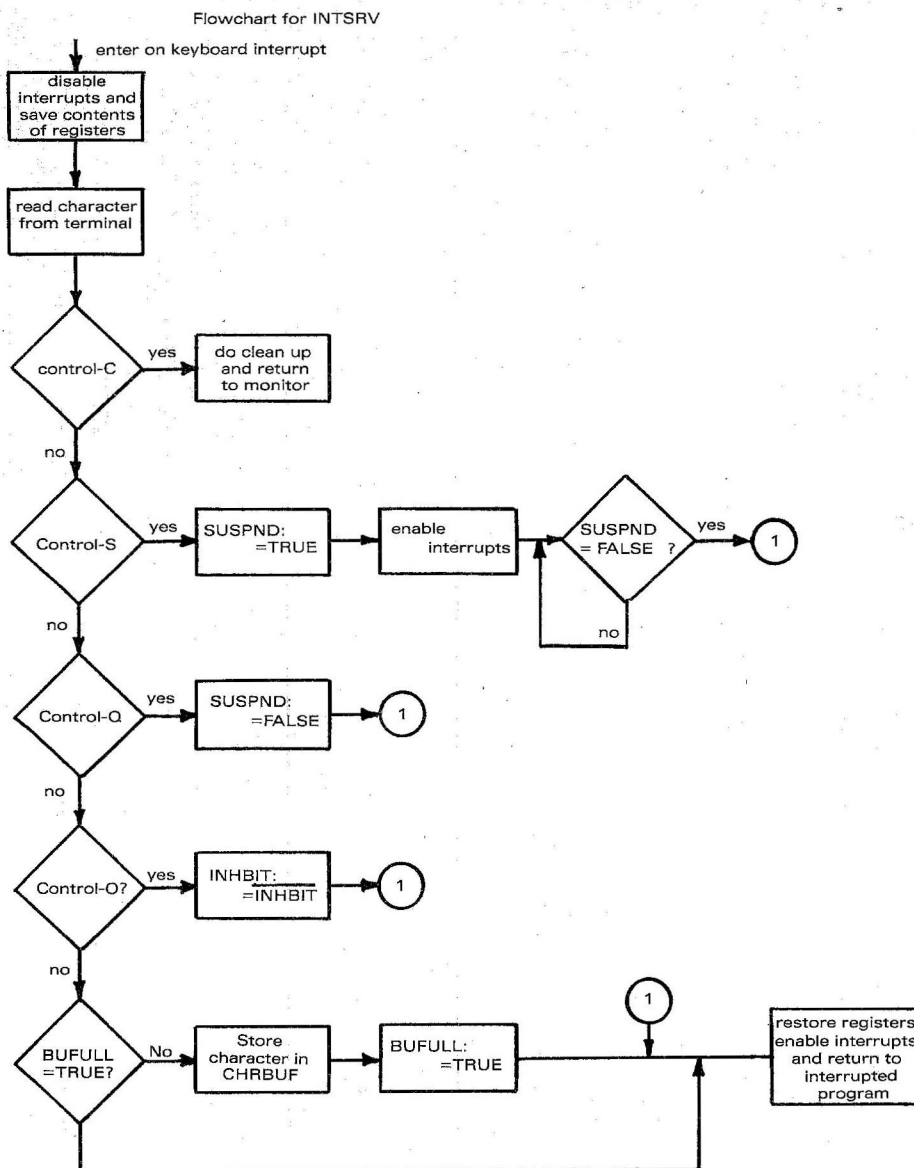 Flowchart for INTSRV
enter on keyboard interrupt
disable
interrupts and
save contents
of registers
read character
from terminal
control-C
yes
do clean up
and return
to monitor
no
Control-S
yes
SUSPND:
=TRUE
enable
interrupts
SUSPND
= FALSE ?
yes
1
no
no
Control-Q
yes
SUSPND:
=FALSE
1
no
Control-O?
yes
INHBIT:
=INHBIT
1
no
BUFULL
=TRUE?
No
Store
character in
CHRBUF
BUFULL:
=TRUE
1
restore registers
enable interrupts
and return to
interrupted
program